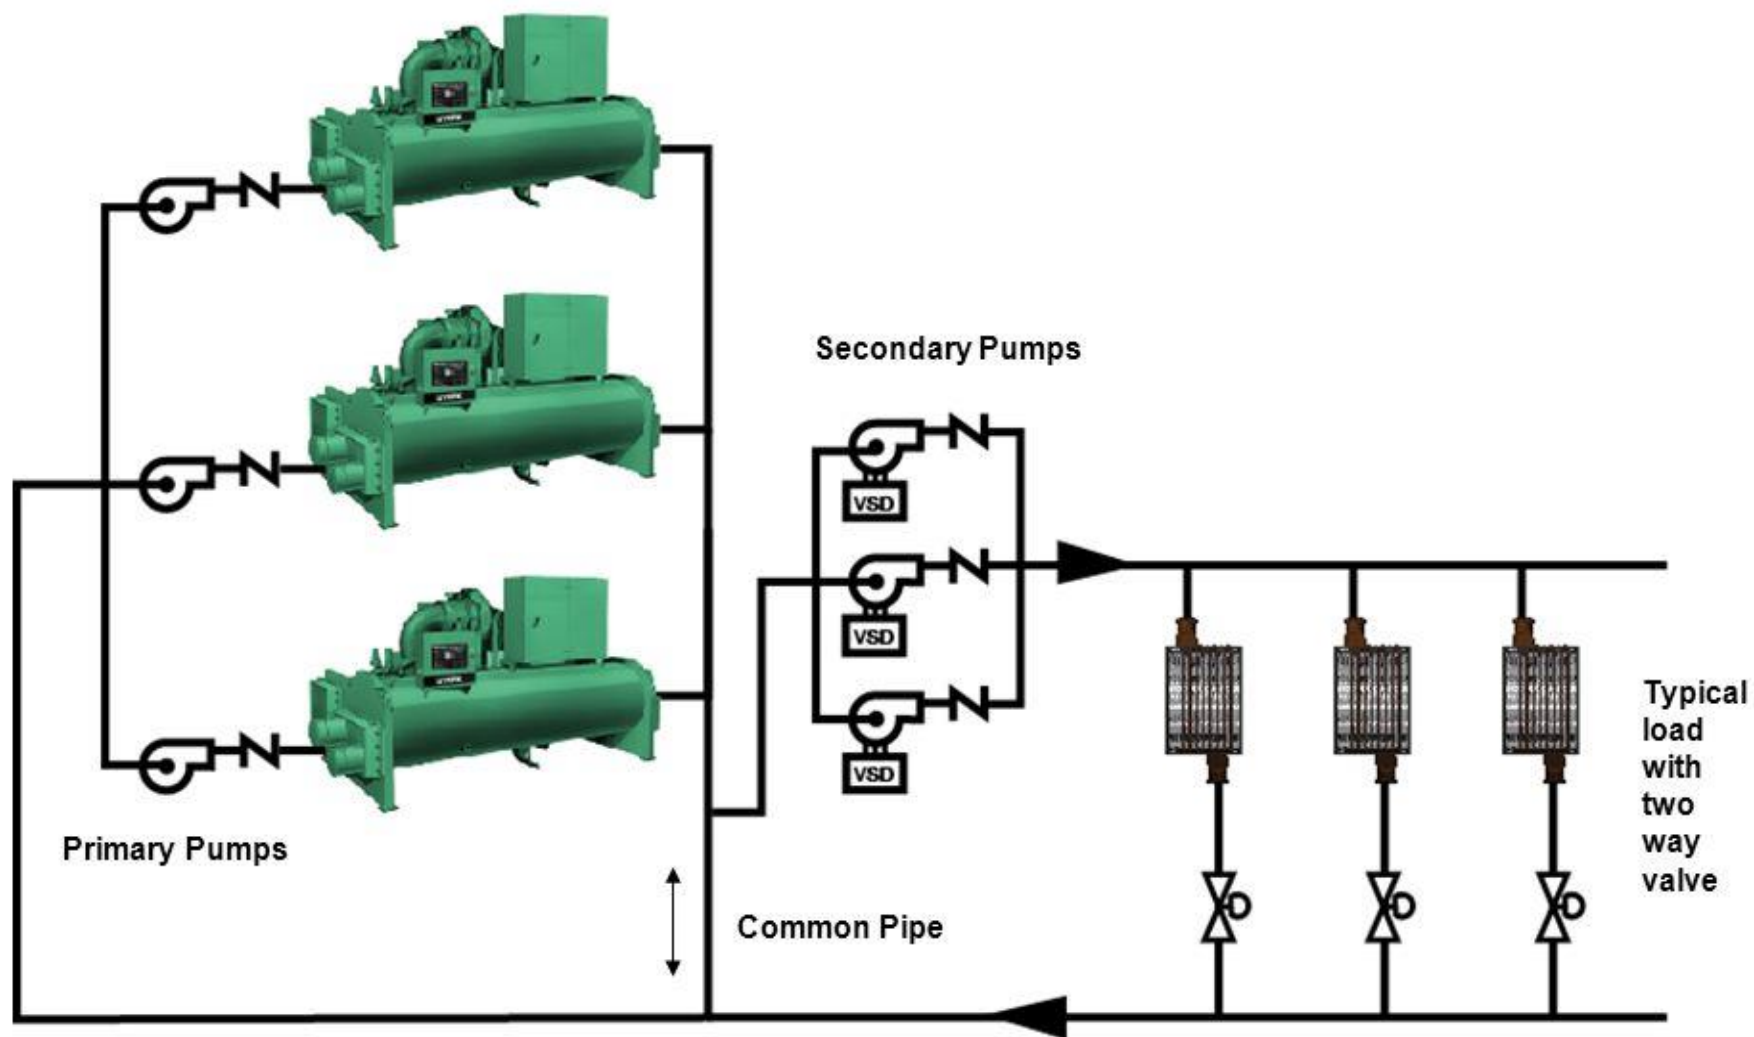 Secondary Pumps
VSD
VSD
VSD
Primary Pumps
Common Pipe
Typical
load
with
two
way
valve